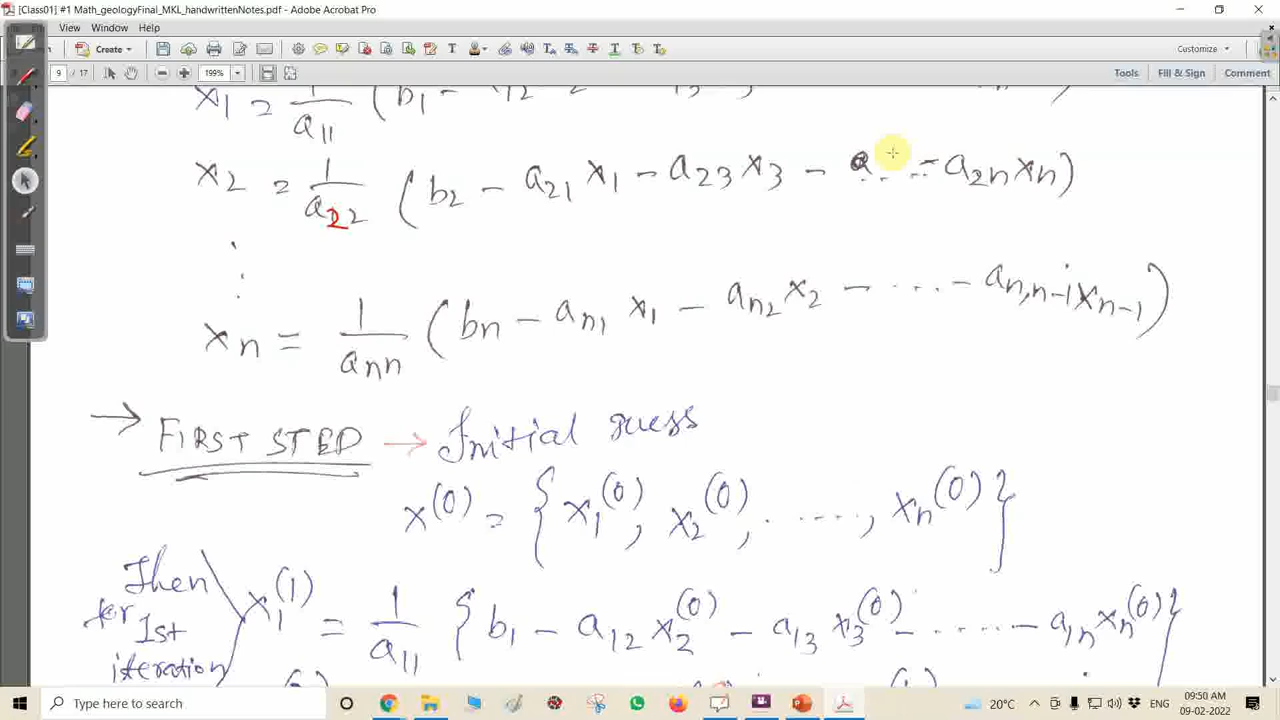 [Class01] #1 Math_geologyFinal_MKL_handwrittenNotes.pdf - Adobe Acrobat Pro
View Window Help
Create Customize
9 / 17 199% Tools Fill & Sign Comment
x₁ = 1/a₁₁ (b₁ -
x₂ = 1/a₂₂ (b₂ - a₂₁ x₁ - a₂₃ x₃ - ..... - a₂ₙ xₙ)
⋮
xₙ = 1/aₙₙ (bₙ - aₙ₁ x₁ - aₙ₂ x₂ - ..... - aₙ,ₙ₋₁ xₙ₋₁)
→ FIRST STEP → Initial guess
x^(0) = { x₁^(0), x₂^(0), ......, xₙ^(0) }
Then for 1st iteration
x₁^(1) = 1/a₁₁ { b₁ - a₁₂ x₂^(0) - a₁₃ x₃^(0) - ...... - a₁ₙ xₙ^(0) }
Type here to search 20°C ENG 09:50 AM
09-02-2022